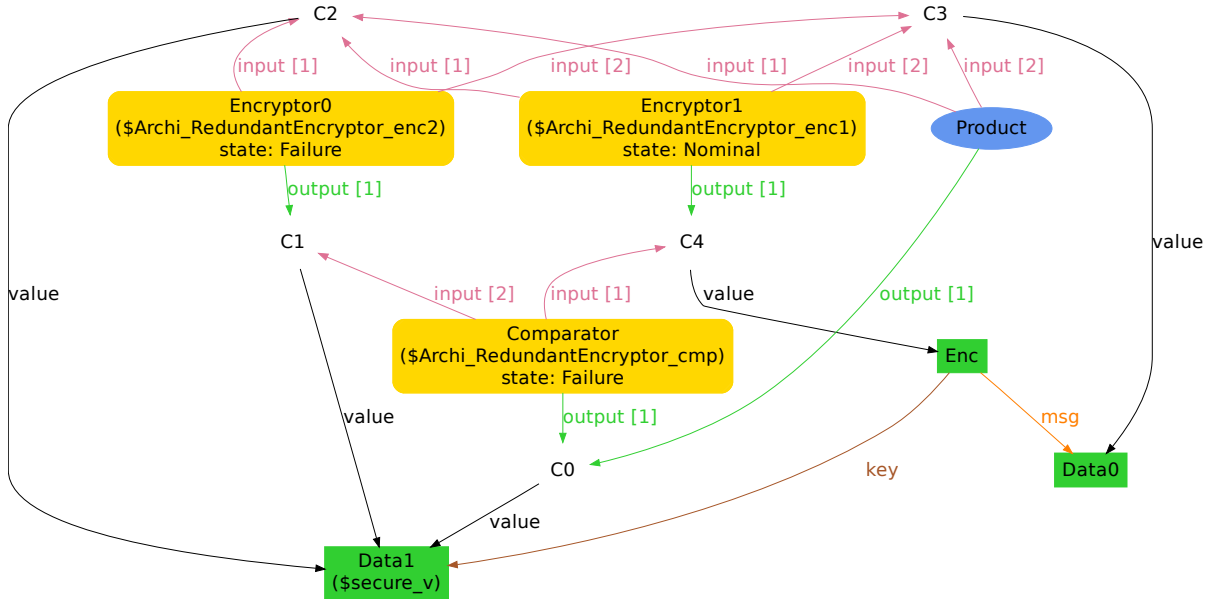 C2
C3
input [1]
input [1]
input [2]
input [1]
input [2]
input [2]
Encryptor0
($Archi_RedundantEncryptor_enc2)
state: Failure
Encryptor1
($Archi_RedundantEncryptor_enc1)
state: Nominal
Product
output [1]
output [1]
C1
C4
value
value
input [2]
input [1]
value
output [1]
Comparator
($Archi_RedundantEncryptor_cmp)
state: Failure
Enc
value
output [1]
msg
C0
key
Data0
value
Data1
($secure_v)